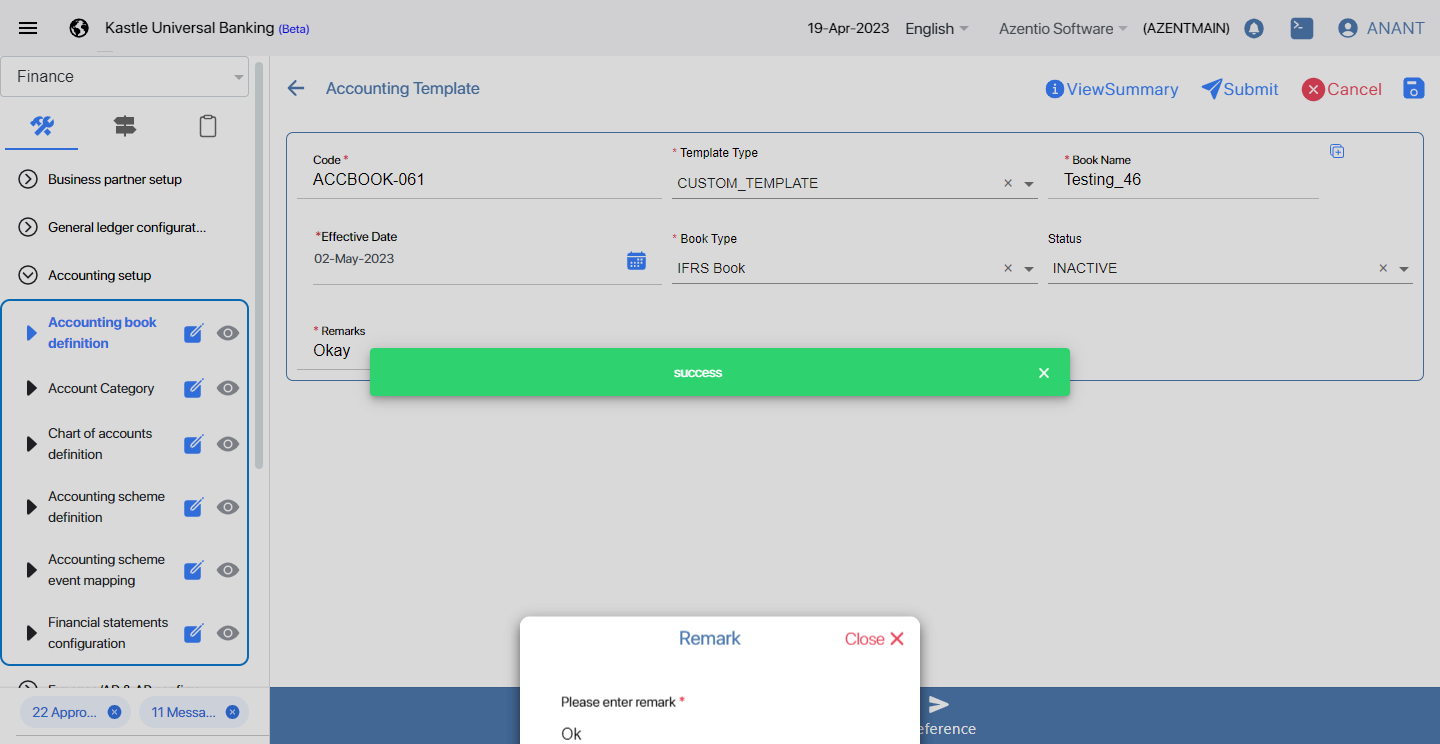 Kastle Universal Banking (Beta)
19-Apr-2023
English
Azentio Software
(AZENTMAIN)
ANANT
Finance
Business partner setup
General ledger configurat...
Accounting setup
Accounting book
definition
Account Category
Chart of accounts
definition
Accounting scheme
definition
Accounting scheme
event mapping
Financial statements
configuration
22 Appro...
11 Messa...
Accounting Template
ViewSummary
Submit
Cancel
Code *
ACCBOOK-061
* Template Type
CUSTOM_TEMPLATE
* Book Name
Testing_46
*Effective Date
02-May-2023
* Book Type
IFRS Book
Status
INACTIVE
* Remarks
Okay
success
Remark
Close
Please enter remark *
Ok
eference